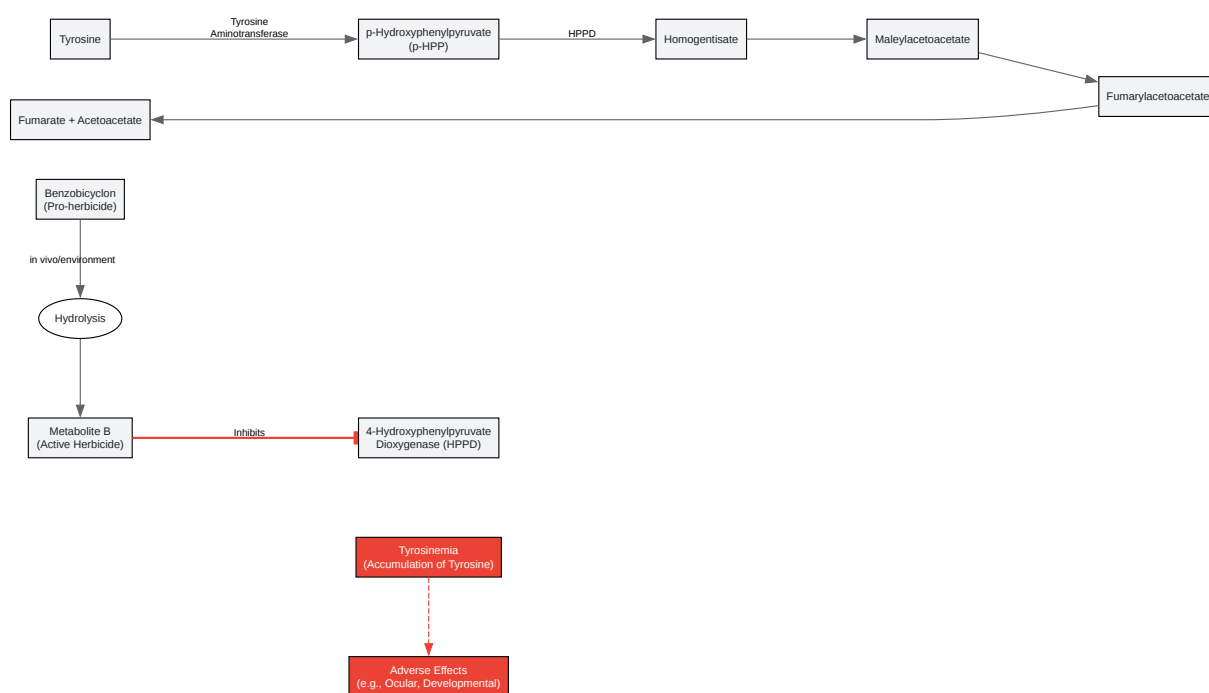 Tyrosine
Tyrosine
Aminotransferase
p-Hydroxyphenylpyruvate
(p-HPP)
HPPD
Homogentisate
Maleylacetoacetate
Fumarylacetoacetate
Fumarate + Acetoacetate
Benzobicyclon
(Pro-herbicide)
in vivo/environment
Hydrolysis
Metabolite B
(Active Herbicide)
Inhibits
4-Hydroxyphenylpyruvate
Dioxygenase (HPPD)
Tyrosinemia
(Accumulation of Tyrosine)
Adverse Effects
(e.g., Ocular, Developmental)